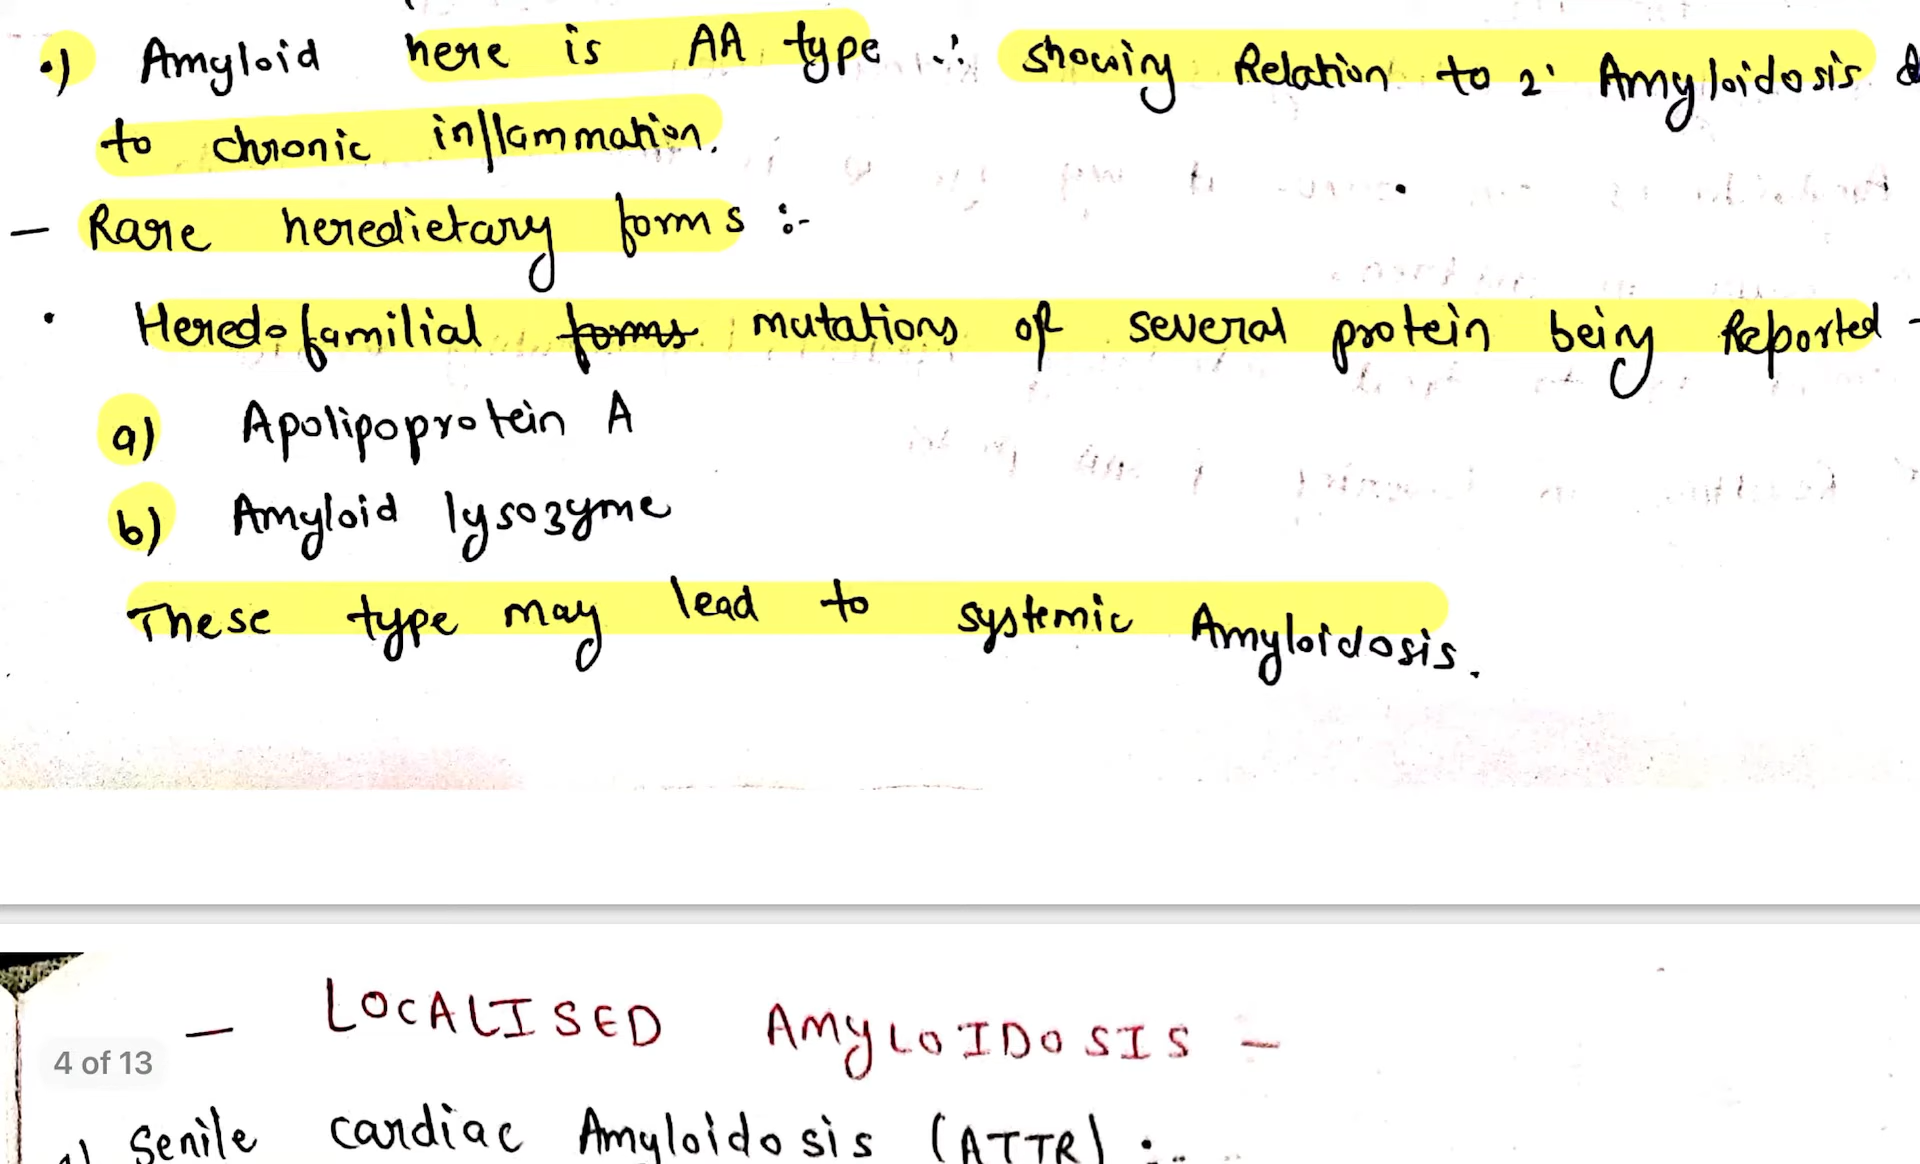 •) Amyloid here is AA type ∴ showing Relation to 2° Amyloidosis
to chronic inflammation.
— Rare heredietary forms :-
• Heredofamilial forms mutations of several protein being Reported -
a) Apolipoprotein A
b) Amyloid lysozyme
These type may lead to systemic Amyloidosis.
— LOCALISED AMYLOIDOSIS —
4 of 13
Senile cardiac Amyloidosis (ATTR) :-